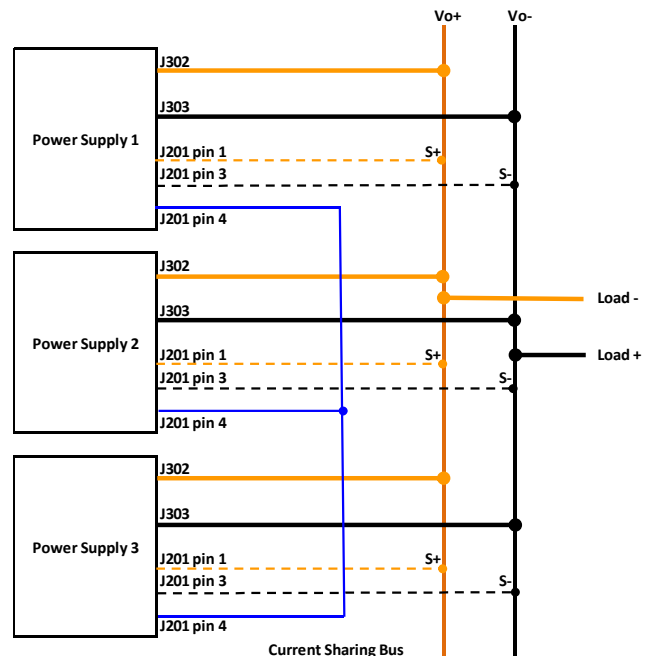 Vo+ Vo-
J302
J303
Power Supply 1
J201 pin 1 S+
J201 pin 3 S-
J201 pin 4
J302
Load -
J303
Power Supply 2
Load +
J201 pin 1 S+
J201 pin 3 S-
J201 pin 4
J302
J303
Power Supply 3
J201 pin 1 S+
J201 pin 3 S-
J201 pin 4
Current Sharing Bus